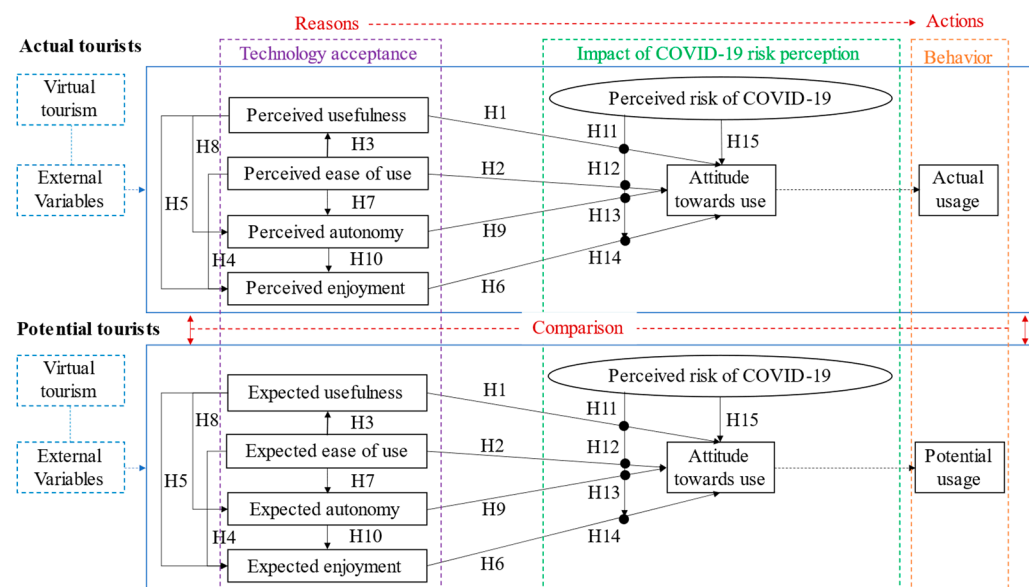 Reasons
Actions
Actual tourists
Technology acceptance
Impact of COVID-19 risk perception
Behavior
Virtual
tourism
External
Variables
Perceived usefulness
Perceived ease of use
Perceived autonomy
Perceived enjoyment
H8
H3
H5
H7
H4
H10
H1
H2
H9
H6
Perceived risk of COVID-19
H11
H15
H12
H13
H14
Attitude
towards use
Actual
usage
Potential tourists
Comparison
Virtual
tourism
External
Variables
Expected usefulness
Expected ease of use
Expected autonomy
Expected enjoyment
H8
H3
H5
H7
H4
H10
H1
H2
H9
H6
Perceived risk of COVID-19
H11
H15
H12
H13
H14
Attitude
towards use
Potential
usage